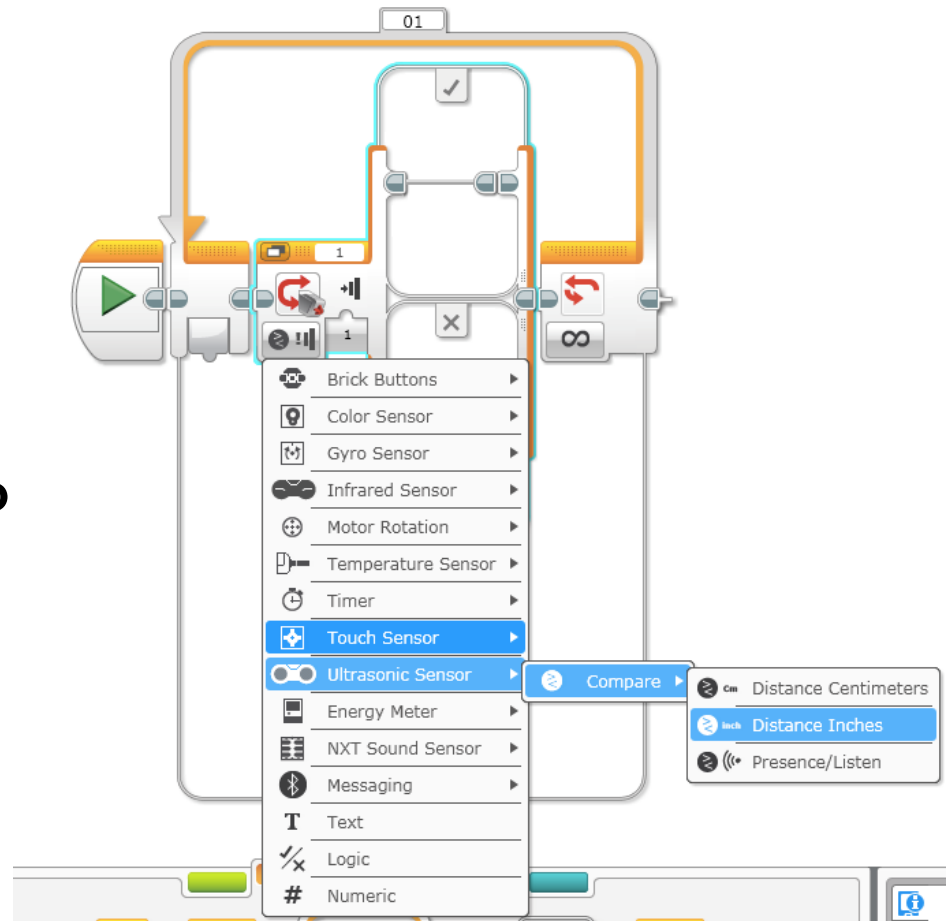 01
1
1
Brick Buttons
Color Sensor
Gyro Sensor
Infrared Sensor
Motor Rotation
Temperature Sensor
Timer
Touch Sensor
Ultrasonic Sensor
Compare
Cm Distance Centimeters
inch Distance Inches
Presence/Listen
Energy Meter
NXT Sound Sensor
Messaging
T Text
Logic
# Numeric